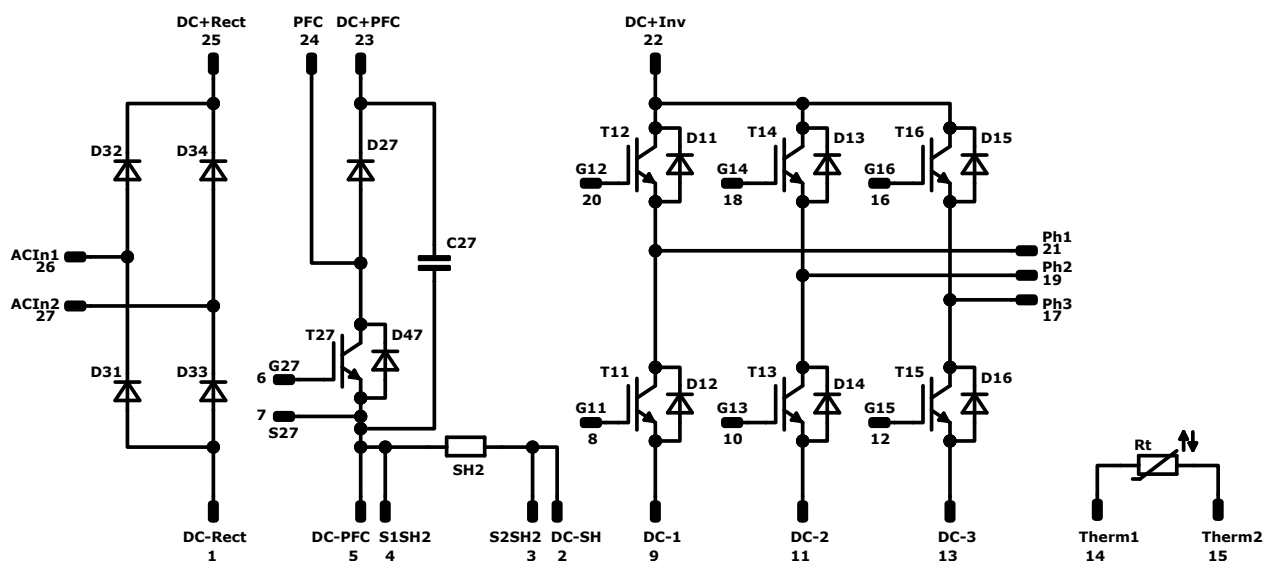 DC+Rect
25
PFC
24
DC+PFC
23
DC+Inv
22
D32
D34
D27
T12
D11
T14
D13
T16
D15
G12
20
G14
18
G16
16
ACIn1
26
C27
Ph1
21
Ph2
19
ACIn2
27
Ph3
17
T27
D47
D31
D33
6
G27
T11
D12
T13
D14
T15
D16
7
S27
G11
8
G13
10
G15
12
SH2
Rt
DC-Rect
1
DC-PFC
5
S1SH2
4
S2SH2
3
DC-SH
2
DC-1
9
DC-2
11
DC-3
13
Therm1
14
Therm2
15